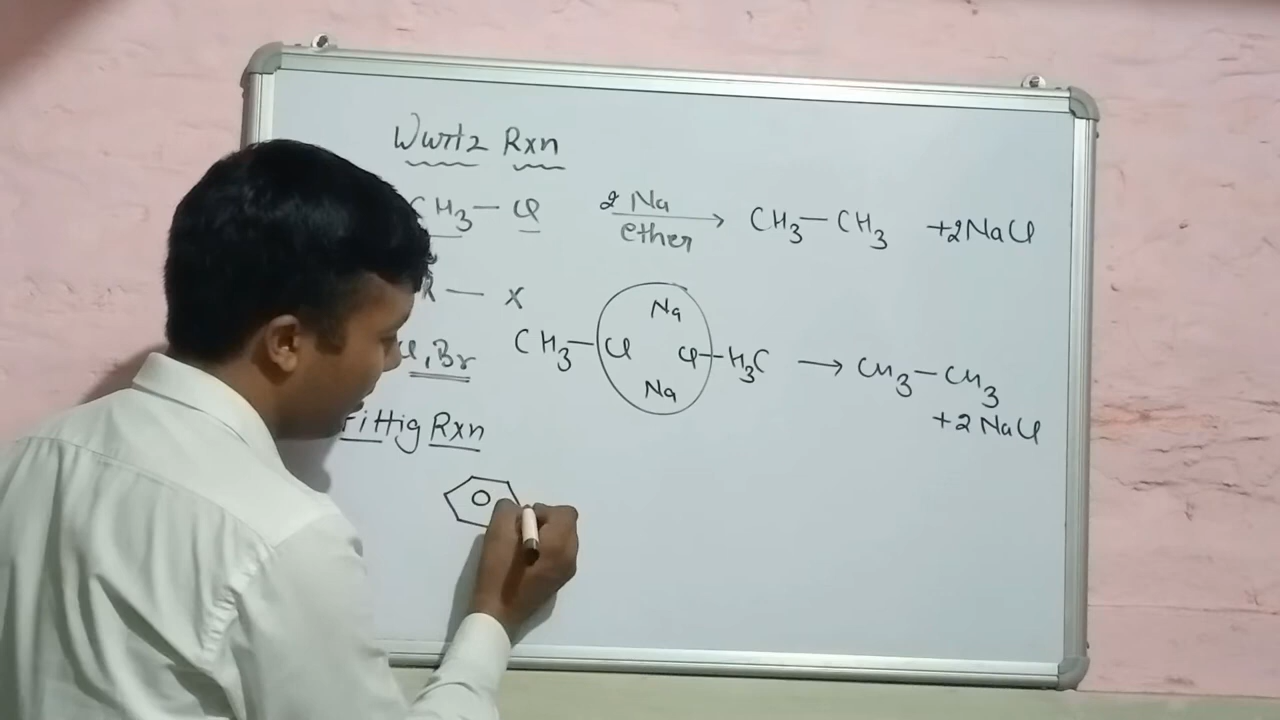 Wurtz Rxn
CH3 — Cl 2 Na ether → CH3 — CH3 + 2NaCl
R — X
Cl, Br
CH3 — Cl Na Na Cl — H3C → CH3 — CH3
+ 2 NaCl
Fittig Rxn